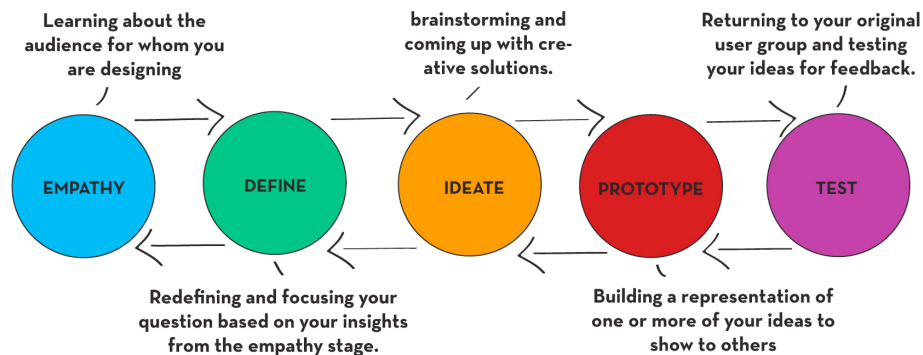 Learning about the
audience for whom you
are designing
brainstorming and
coming up with cre-
ative solutions.
Returning to your original
user group and testing
your ideas for feedback.
EMPATHY
DEFINE
IDEATE
PROTOTYPE
TEST
Redefining and focusing your
question based on your insights
from the empathy stage.
Building a representation of
one or more of your ideas to
show to others